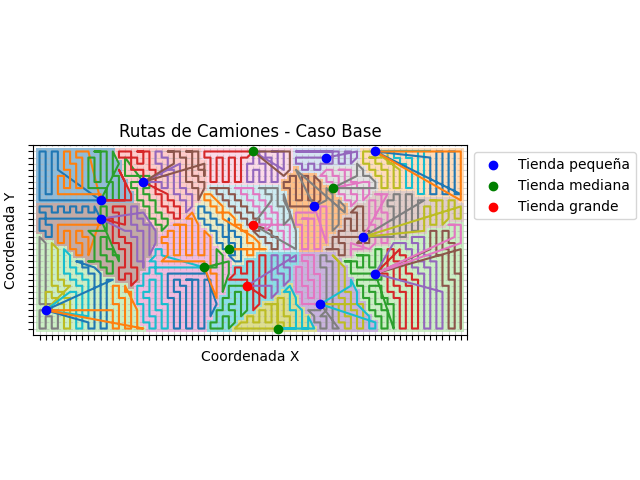 Rutas de Camiones - Caso Base
Tienda pequeña
Tienda mediana
Tienda grande
Coordenada Y
Coordenada X